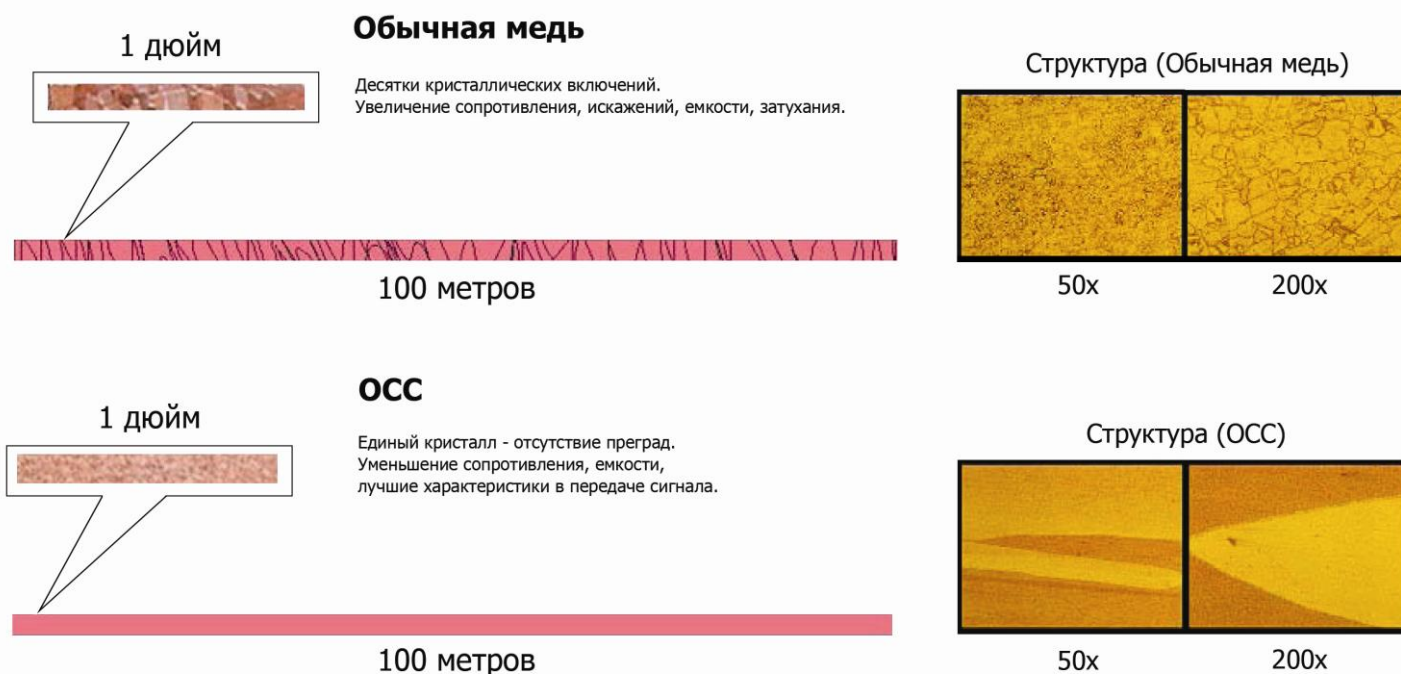 Обычная медь
1 дюйм
Десятки кристаллических включений.
Увеличение сопротивления, искажений, емкости, затухания.
100 метров
Структура (Обычная медь)
50x
200x
OCC
1 дюйм
Единый кристалл - отсутствие преград.
Уменьшение сопротивления, емкости,
лучшие характеристики в передаче сигнала.
100 метров
Структура (OCC)
50x
200x